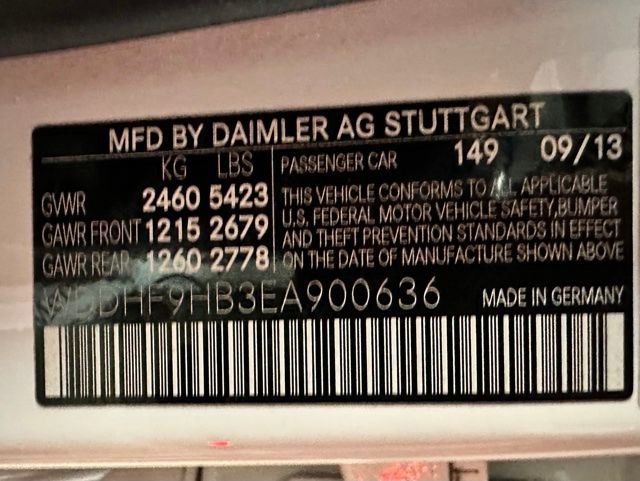 MFD BY DAIMLER AG STUTTGART
KG LBS
GVWR 2460 5423
GAWR FRONT 1215 2679
GAWR REAR 1260 2778
PASSENGER CAR 149 09/13
THIS VEHICLE CONFORMS TO ALL APPLICABLE
U.S. FEDERAL MOTOR VEHICLE SAFETY, BUMPER
AND THEFT PREVENTION STANDARDS IN EFFECT
ON THE DATE OF MANUFACTURE SHOWN ABOVE
WDDHF9HB3EA900636 MADE IN GERMANY